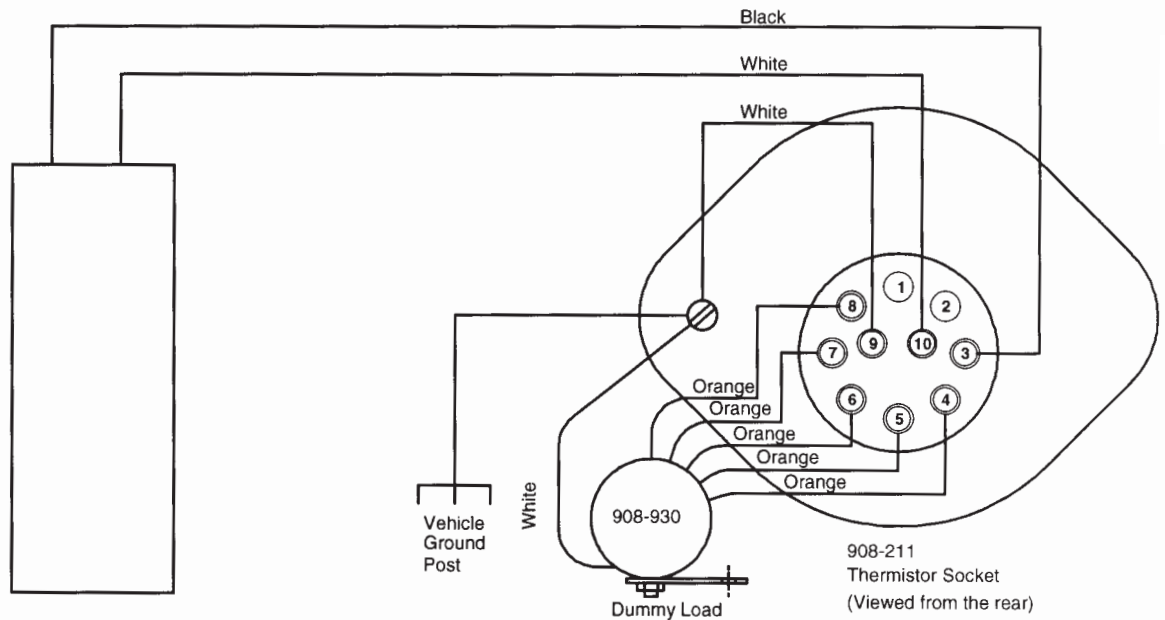 Black
White
White
1
2
8
9
10
7
3
6
4
5
Orange
Orange
Orange
Orange
Orange
White
908-930
Vehicle
Ground
Post
Dummy Load
908-211
Thermistor Socket
(Viewed from the rear)